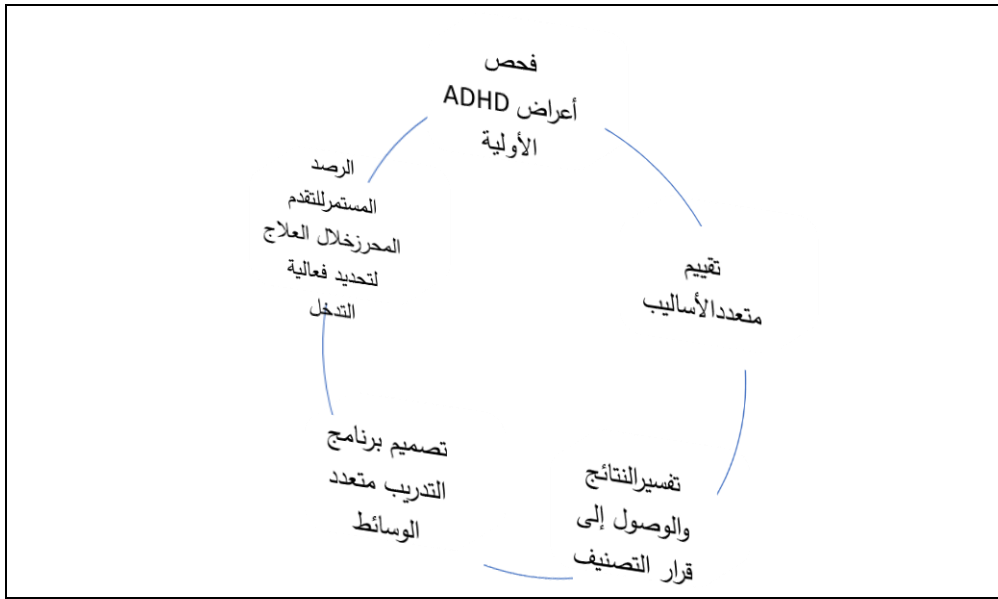 فحص
أعراض ADHD
الأولية
تقييم
متعددالأساليب
تفسيرالنتائج
والوصول إلى
قرار التصنيف
تصميم برنامج
التدريب متعدد
الوسائط
الرصد
المستمرللتقدم
المحرزخلال العلاج
لتحديد فعالية
التدخل